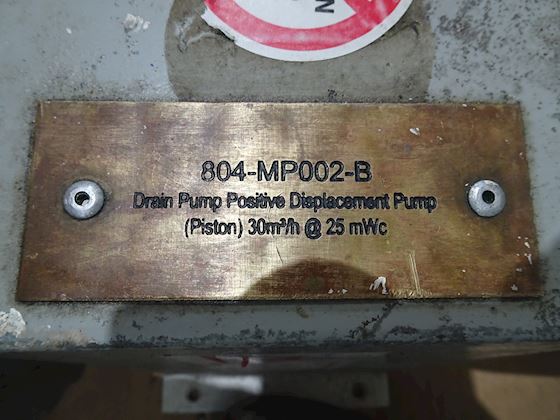 804-MP002-B
Drain Pump Positive Displacement Pump
(Piston) 30m³/h @ 25 mWc